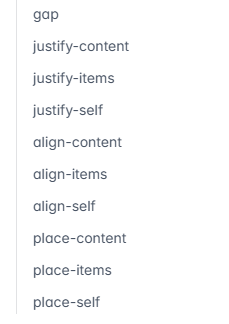 gap
justify-content
justify-items
justify-self
align-content
align-items
align-self
place-content
place-items
place-self